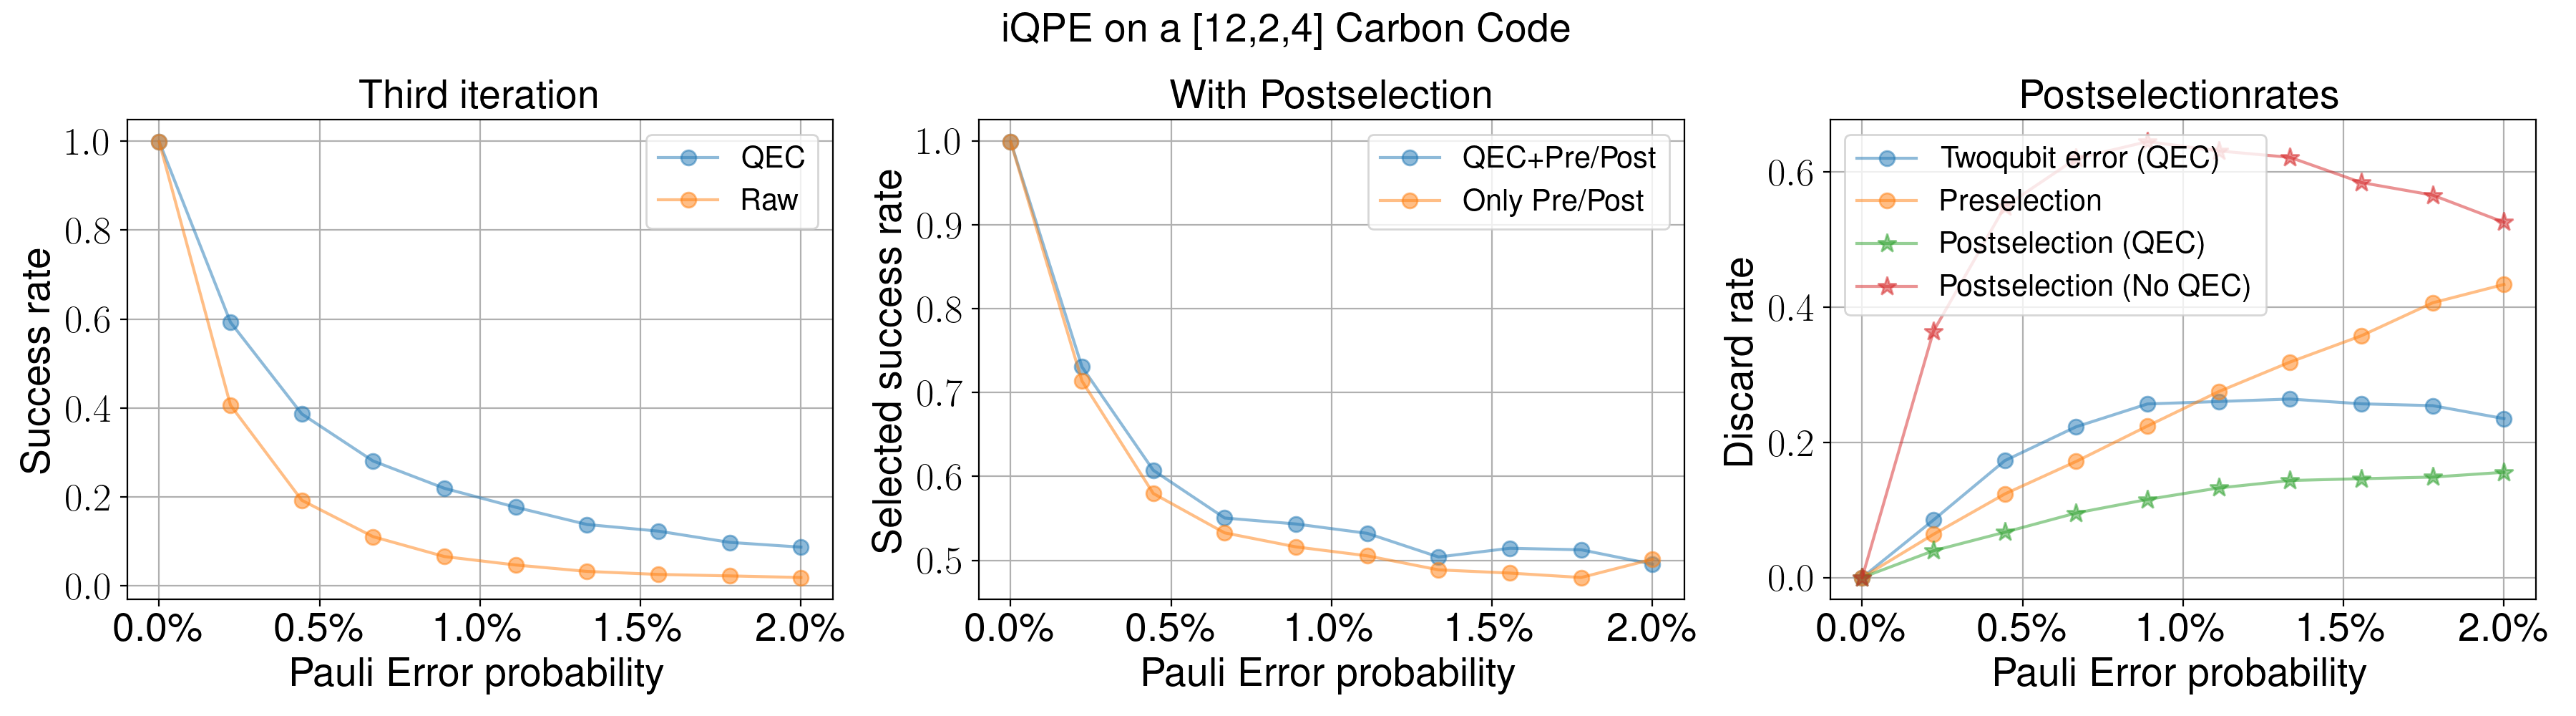 iQPE on a [12,2,4] Carbon Code
Third iteration
Success rate
1.0
0.8
0.6
0.4
0.2
0.0
QEC
Raw
0.0% 0.5% 1.0% 1.5% 2.0%
Pauli Error probability
With Postselection
Selected success rate
1.0
0.9
0.8
0.7
0.6
0.5
QEC+Pre/Post
Only Pre/Post
0.0% 0.5% 1.0% 1.5% 2.0%
Pauli Error probability
Postselectionrates
Discard rate
0.6
0.4
0.2
0.0
Twoqubit error (QEC)
Preselection
Postselection (QEC)
Postselection (No QEC)
0.0% 0.5% 1.0% 1.5% 2.0%
Pauli Error probability